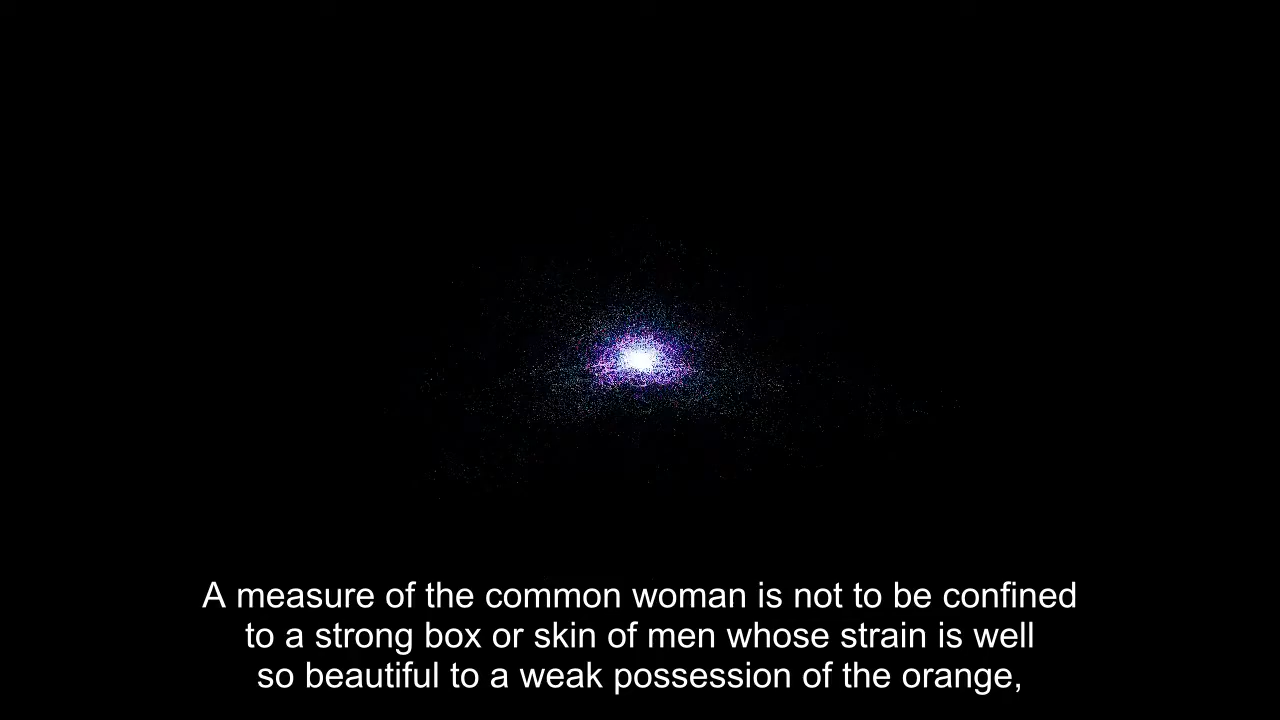 A measure of the common woman is not to be confined
to a strong box or skin of men whose strain is well
so beautiful to a weak possession of the orange,